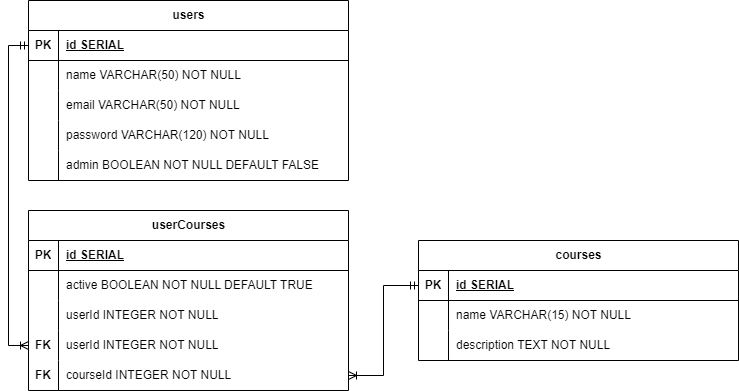 users
PK id SERIAL
name VARCHAR(50) NOT NULL
email VARCHAR(50) NOT NULL
password VARCHAR(120) NOT NULL
admin BOOLEAN NOT NULL DEFAULT FALSE
userCourses
PK id SERIAL
active BOOLEAN NOT NULL DEFAULT TRUE
userId INTEGER NOT NULL
FK userId INTEGER NOT NULL
FK courseId INTEGER NOT NULL
courses
PK id SERIAL
name VARCHAR(15) NOT NULL
description TEXT NOT NULL